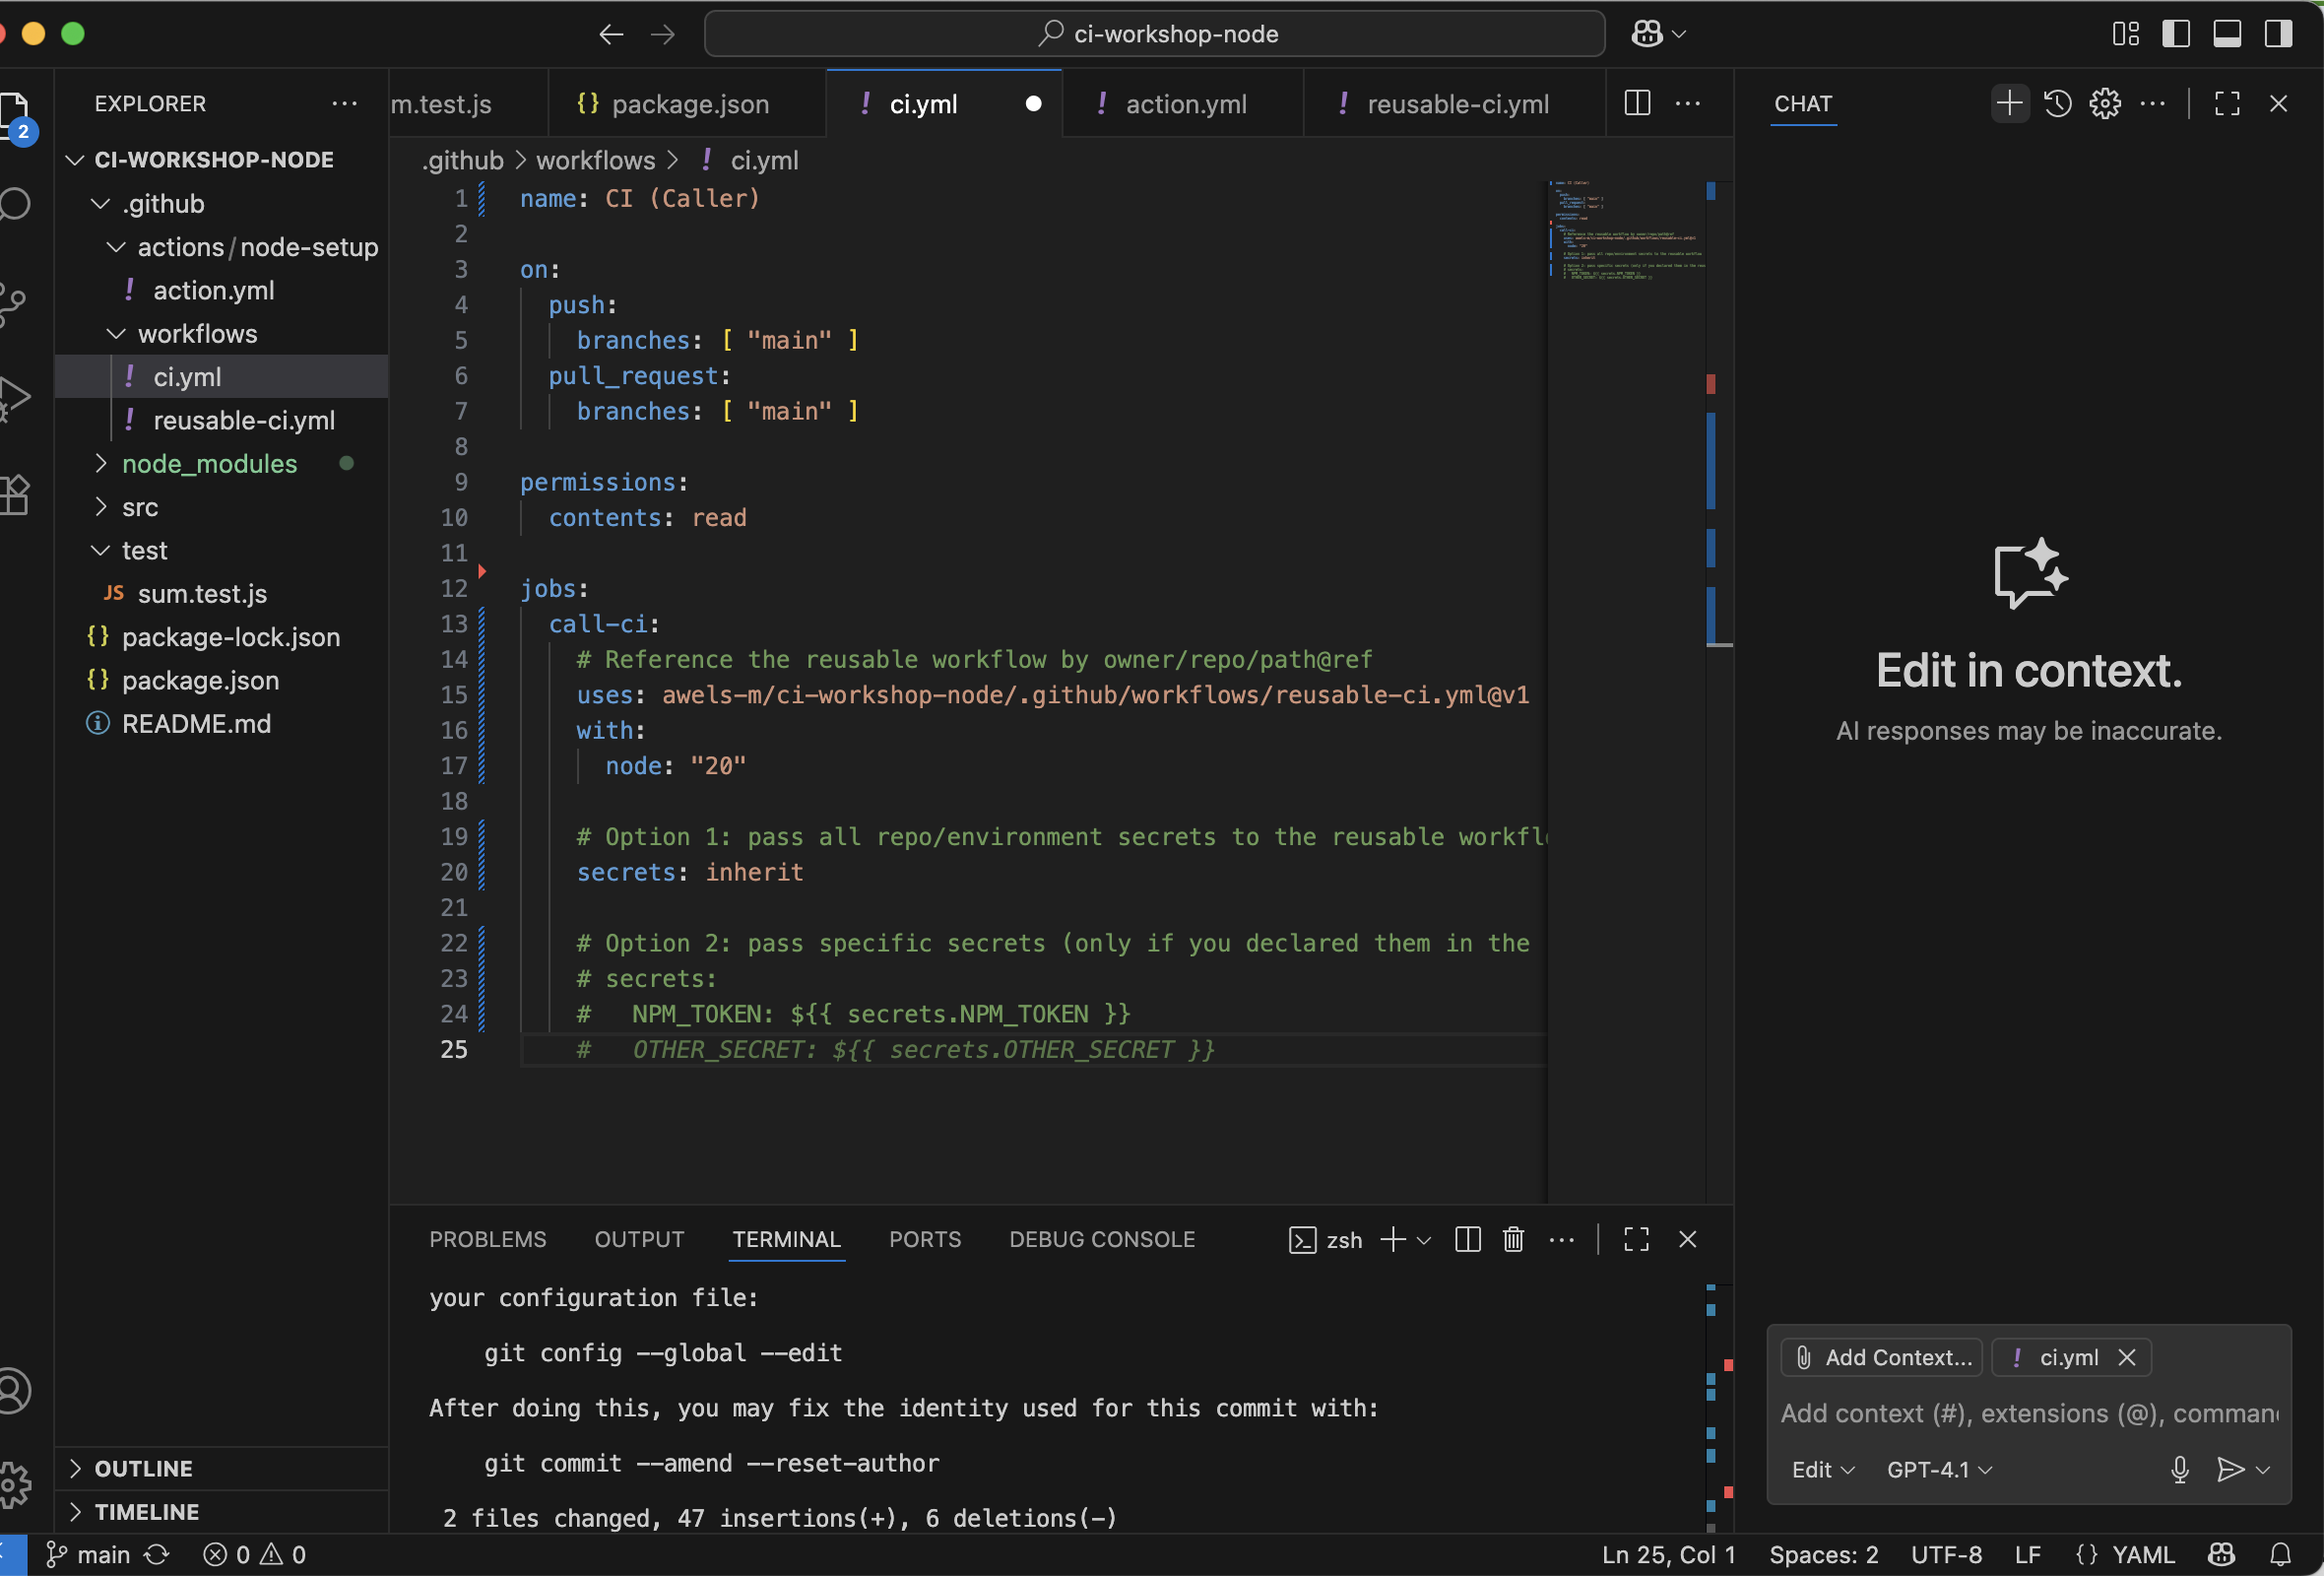 ci-workshop-node
2
EXPLORER
CI-WORKSHOP-NODE
.github
actions/node-setup
! action.yml
workflows
! ci.yml
! reusable-ci.yml
node_modules
src
test
JS sum.test.js
{} package-lock.json
{} package.json
README.md
OUTLINE
TIMELINE
m.test.js
{} package.json
! ci.yml
! action.yml
! reusable-ci.yml
.github > workflows > ! ci.yml
1 name: CI (Caller)
2
3 on:
4 push:
5 branches: [ "main" ]
6 pull_request:
7 branches: [ "main" ]
8
9 permissions:
10 contents: read
11
12 jobs:
13 call-ci:
14 # Reference the reusable workflow by owner/repo/path@ref
15 uses: awels-m/ci-workshop-node/.github/workflows/reusable-ci.yml@v1
16 with:
17 node: "20"
18
19 # Option 1: pass all repo/environment secrets to the reusable workflo
20 secrets: inherit
21
22 # Option 2: pass specific secrets (only if you declared them in the
23 # secrets:
24 # NPM_TOKEN: ${{ secrets.NPM_TOKEN }}
25 # OTHER_SECRET: ${{ secrets.OTHER_SECRET }}
PROBLEMS OUTPUT TERMINAL PORTS DEBUG CONSOLE
zsh
your configuration file:
git config --global --edit
After doing this, you may fix the identity used for this commit with:
git commit --amend --reset-author
2 files changed, 47 insertions(+), 6 deletions(-)
CHAT
Edit in context.
AI responses may be inaccurate.
Add Context...
! ci.yml
Add context (#), extensions (@), comman
Edit
GPT-4.1
main 0 0
Ln 25, Col 1 Spaces: 2 UTF-8 LF {} YAML